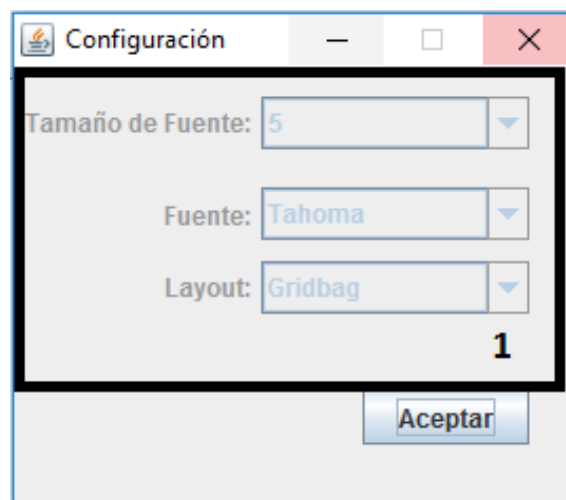 Configuración
Tamaño de Fuente: 5
Fuente: Tahoma
Layout: Gridbag
1
Aceptar